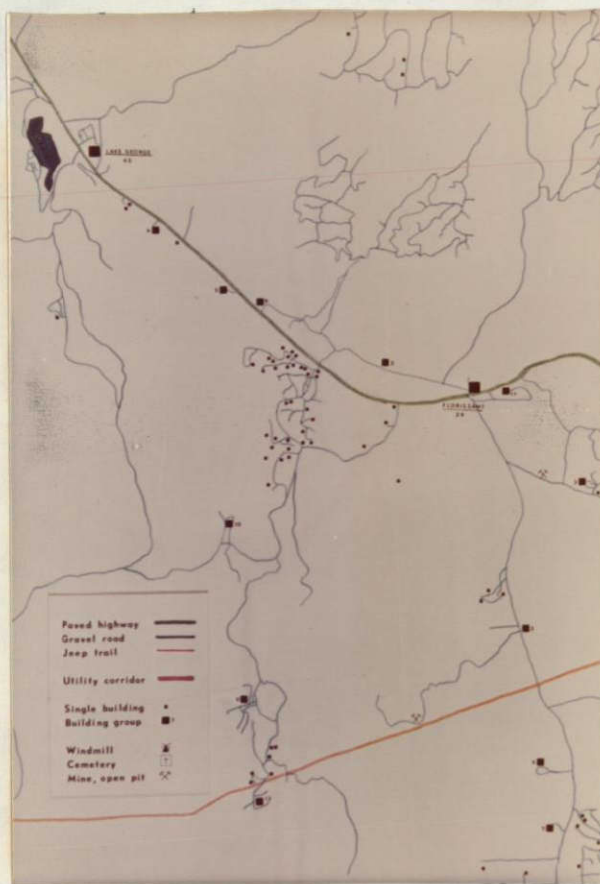 LAKE GEORGE
FLORISSANT
Paved highway
Gravel road
Jeep trail
Utility corridor
Single building
Building group
Windmill
Cemetery
Mine, open pit